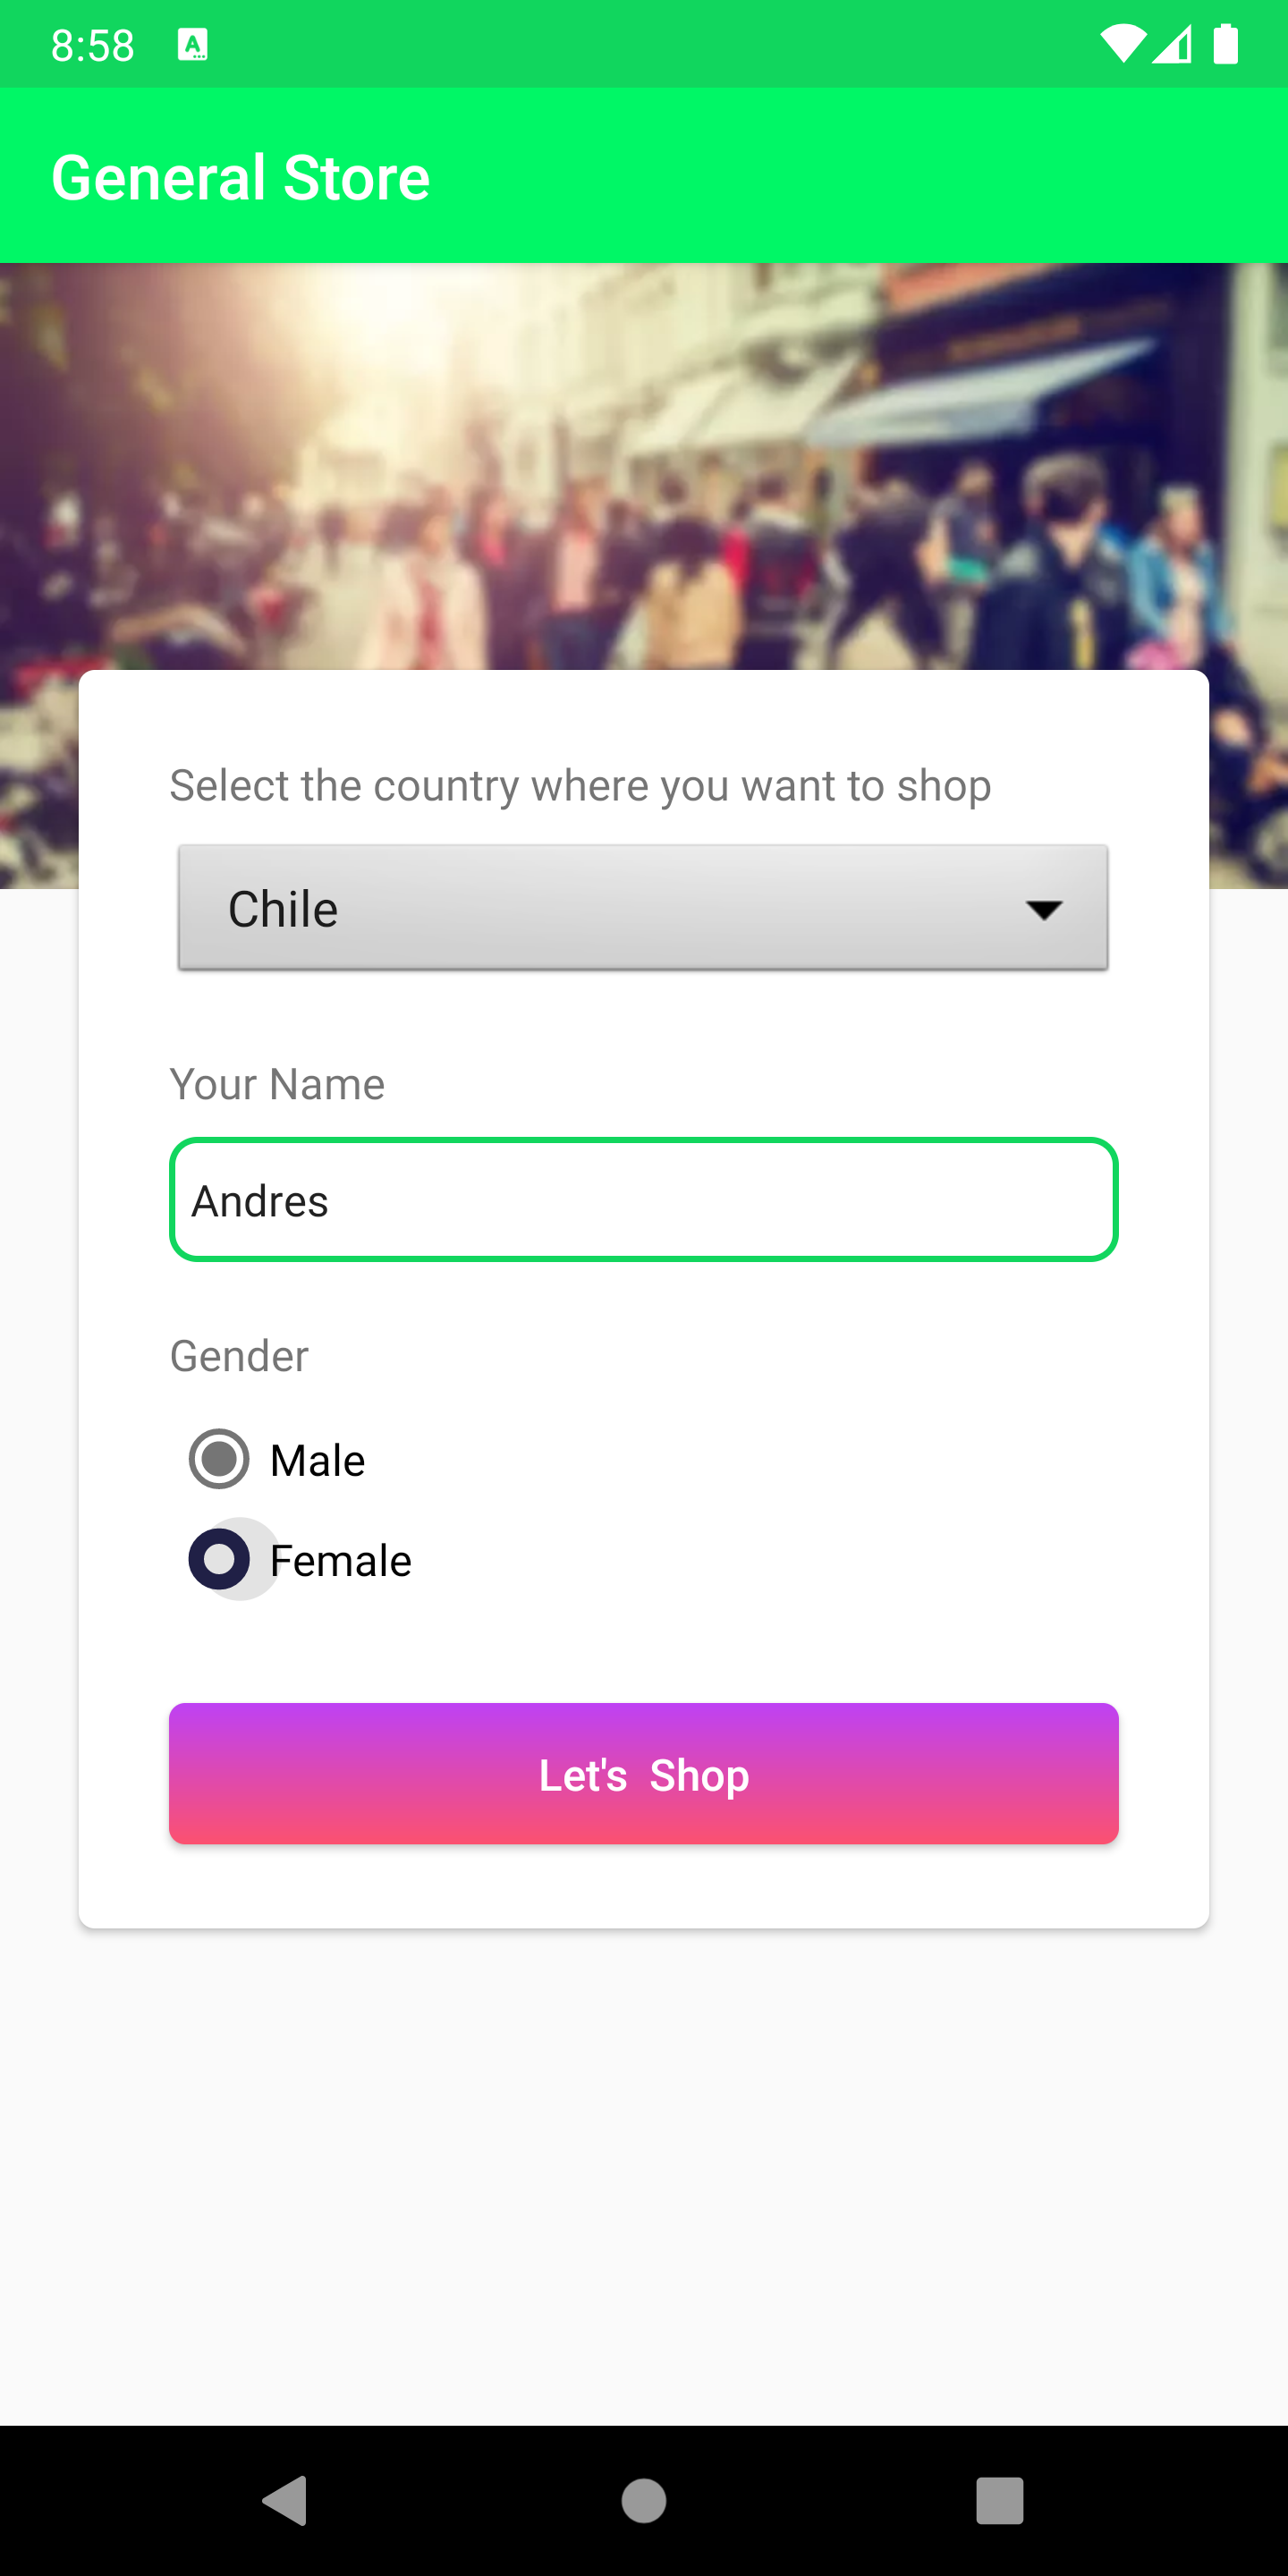 8:58
General Store
Select the country where you want to shop
Chile
Your Name
Andres
Gender
Male
Female
Let's  Shop